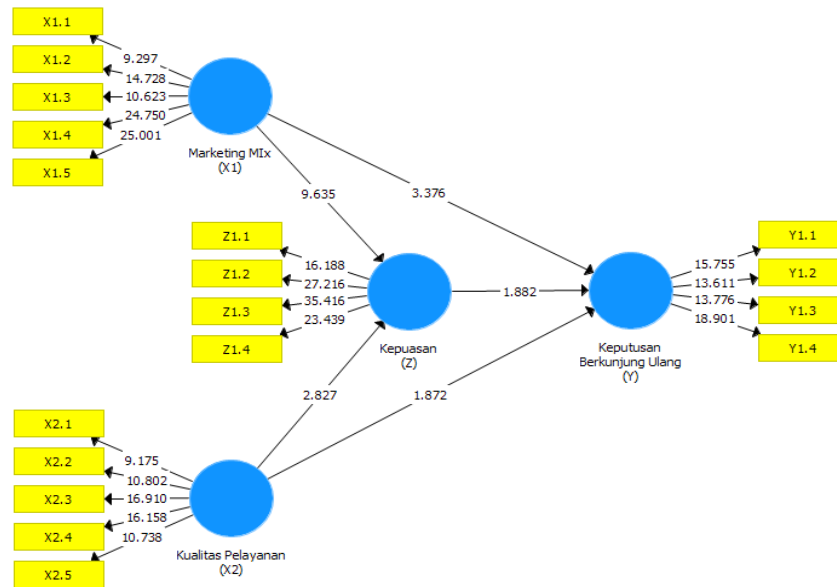 X1.1
X1.2
X1.3
X1.4
X1.5
9.297
14.728
10.623
24.750
25.001
Marketing MIx
(X1)
9.635
3.376
Z1.1
Z1.2
Z1.3
Z1.4
16.188
27.216
35.416
23.439
Kepuasan
(Z)
1.882
Keputusan
Berkunjung Ulang
(Y)
15.755
13.611
13.776
18.901
Y1.1
Y1.2
Y1.3
Y1.4
2.827
1.872
X2.1
X2.2
X2.3
X2.4
X2.5
9.175
10.802
16.910
16.158
10.738
Kualitas Pelayanan
(X2)